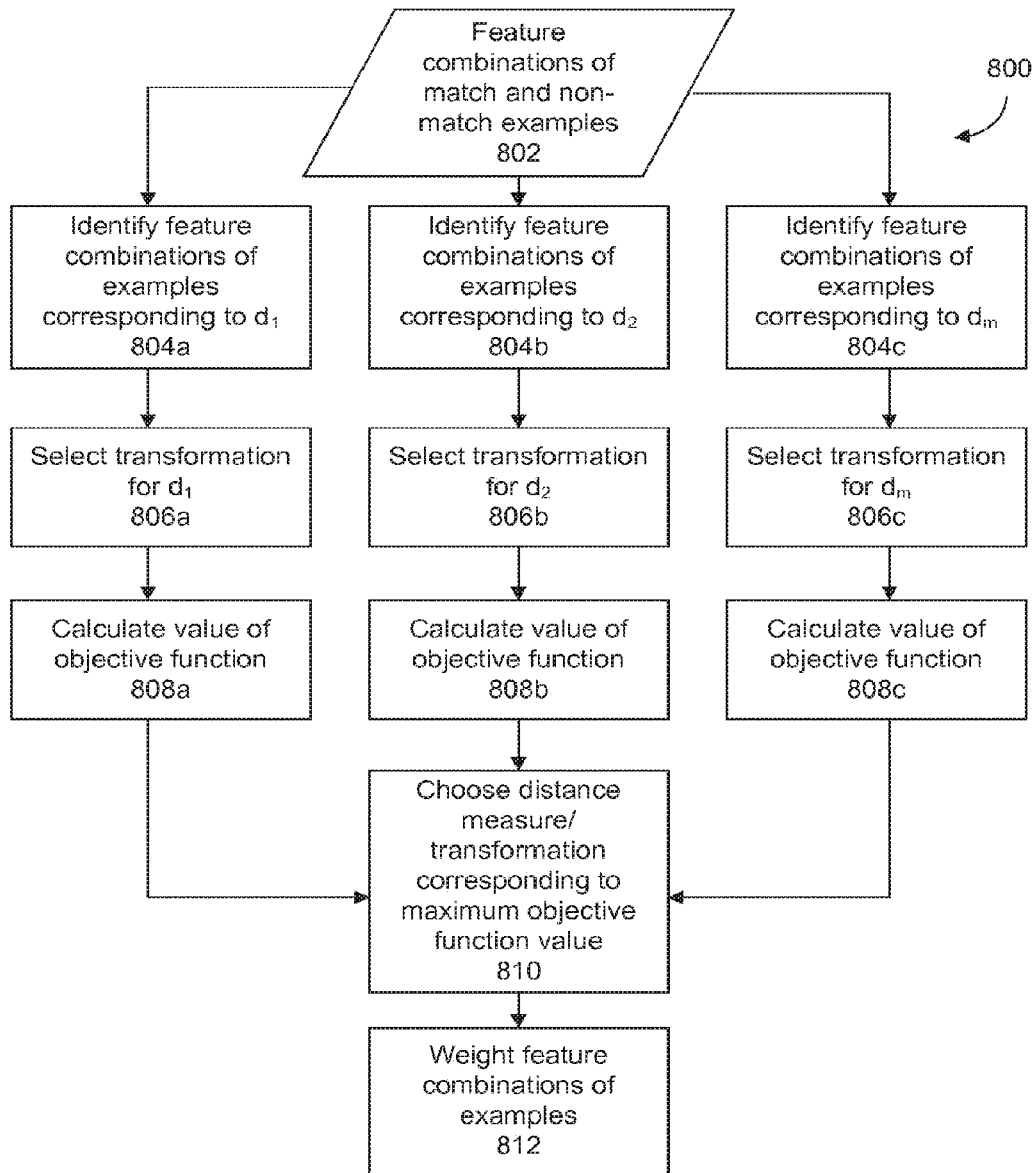 Feature
combinations of
match and non-
match examples
802
800
Identify feature
combinations of
examples
corresponding to d₁
804a
Identify feature
combinations of
examples
corresponding to d₂
804b
Identify feature
combinations of
examples
corresponding to dₘ
804c
Select transformation
for d₁
806a
Select transformation
for d₂
806b
Select transformation
for dₘ
806c
Calculate value of
objective function
808a
Calculate value of
objective function
808b
Calculate value of
objective function
808c
Choose distance
measure/
transformation
corresponding to
maximum objective
function value
810
Weight feature
combinations of
examples
812